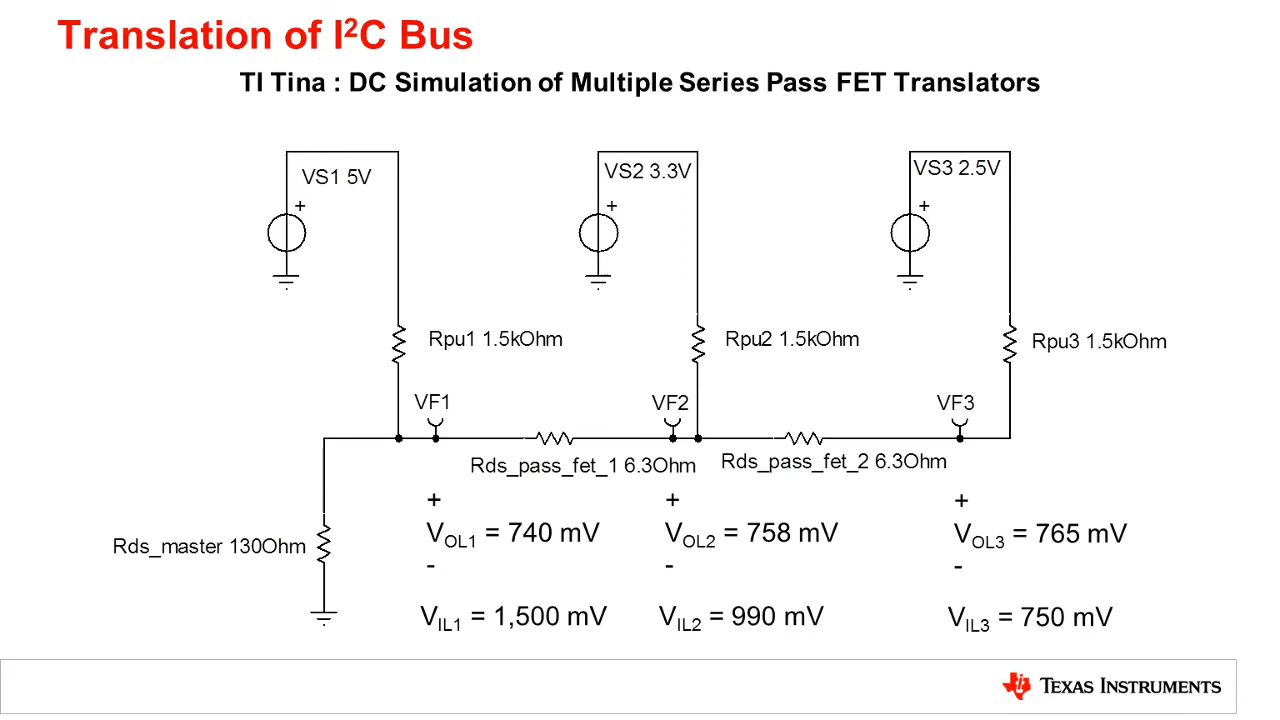 Translation of I²C Bus
TI Tina : DC Simulation of Multiple Series Pass FET Translators
VS1 5V
VS2 3.3V
VS3 2.5V
+
+
+
Rpu1 1.5kOhm
Rpu2 1.5kOhm
Rpu3 1.5kOhm
VF1
VF2
VF3
Rds_pass_fet_1 6.3Ohm
Rds_pass_fet_2 6.3Ohm
Rds_master 130Ohm
+
VOL1 = 740 mV
-
VIL1 = 1,500 mV
+
VOL2 = 758 mV
-
VIL2 = 990 mV
+
VOL3 = 765 mV
-
VIL3 = 750 mV
TEXAS INSTRUMENTS